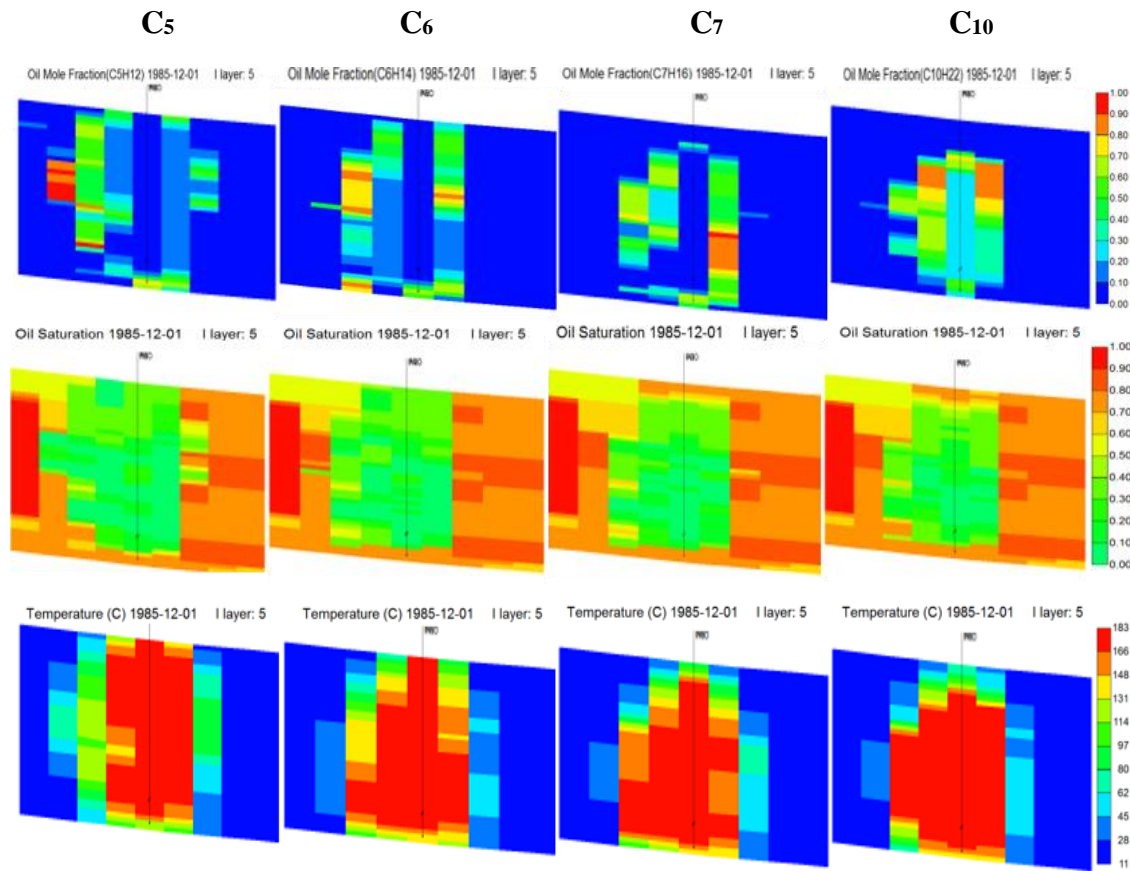 C5 C6 C7 C10
Oil Mole Fraction(C5H12) 1985-12-01 I layer: 5
Oil Mole Fraction(C6H14) 1985-12-01 I layer: 5
Oil Mole Fraction(C7H16) 1985-12-01 I layer: 5
Oil Mole Fraction(C10H22) 1985-12-01 I layer: 5
1.00
0.90
0.80
0.70
0.60
0.50
0.40
0.30
0.20
0.10
0.00
Oil Saturation 1985-12-01 I layer: 5
Oil Saturation 1985-12-01 I layer: 5
Oil Saturation 1985-12-01 I layer: 5
Oil Saturation 1985-12-01 I layer: 5
1.00
0.90
0.80
0.70
0.60
0.50
0.40
0.30
0.20
0.10
0.00
Temperature (C) 1985-12-01 I layer: 5
Temperature (C) 1985-12-01 I layer: 5
Temperature (C) 1985-12-01 I layer: 5
Temperature (C) 1985-12-01 I layer: 5
183
166
148
131
114
97
80
62
45
28
11